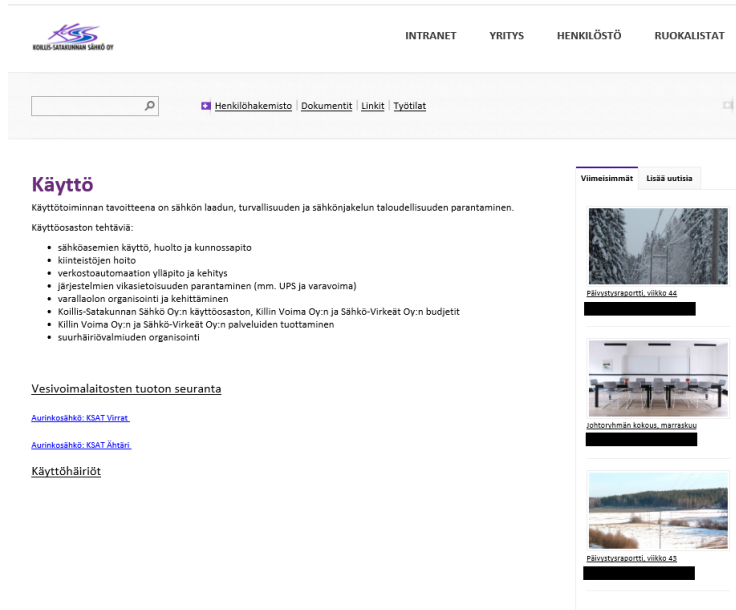 KSS
KOILLIS-SATAKUNNAN SÄHKÖ OY
INTRANET YRITYS HENKILÖSTÖ RUOKALISTAT
Henkilöhakemisto | Dokumentit | Linkit | Työtilat
Käyttö
Käyttötoiminnan tavoitteena on sähkön laadun, turvallisuuden ja sähkönjakelun taloudellisuuden parantaminen.
Käyttöosaston tehtäviä:
• sähköasemien käyttö, huolto ja kunnossapito
• kiinteistöjen hoito
• verkostoautomaation ylläpito ja kehitys
• järjestelmien vikasietoisuuden parantaminen (mm. UPS ja varavoima)
• varallaolon organisointi ja kehittäminen
• Koillis-Satakunnan Sähkö Oy:n käyttöosaston, Killin Voima Oy:n ja Sähkö-Virkeät Oy:n budjetit
• Killin Voima Oy:n ja Sähkö-Virkeät Oy:n palveluiden tuottaminen
• suurhäiriövalmiuden organisointi
Vesivoimalaitosten tuoton seuranta
Aurinkosähkö: KSAT Virrat
Aurinkosähkö: KSAT Ähtäri
Käyttöhäiriöt
Viimeisimmät Lisää uutisia
Päivystysraportti, viikko 44
Johtoryhmän kokous, marraskuu
Päivystysraportti, viikko 43